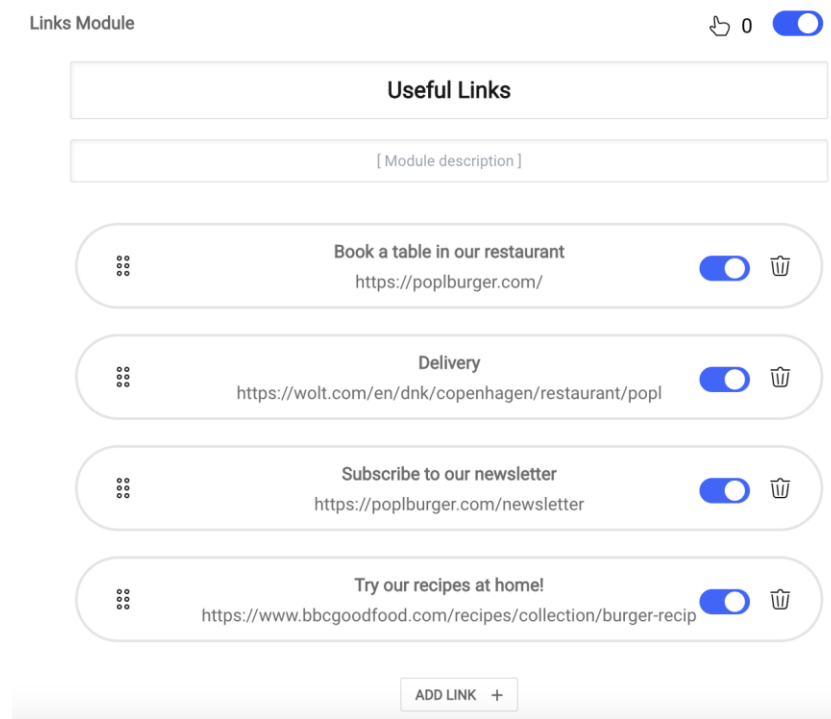 Links Module
0
Useful Links
[ Module description ]
Book a table in our restaurant
https://poplburger.com/
Delivery
https://wolt.com/en/dnk/copenhagen/restaurant/popl
Subscribe to our newsletter
https://poplburger.com/newsletter
Try our recipes at home!
https://www.bbcgoodfood.com/recipes/collection/burger-recip
ADD LINK +